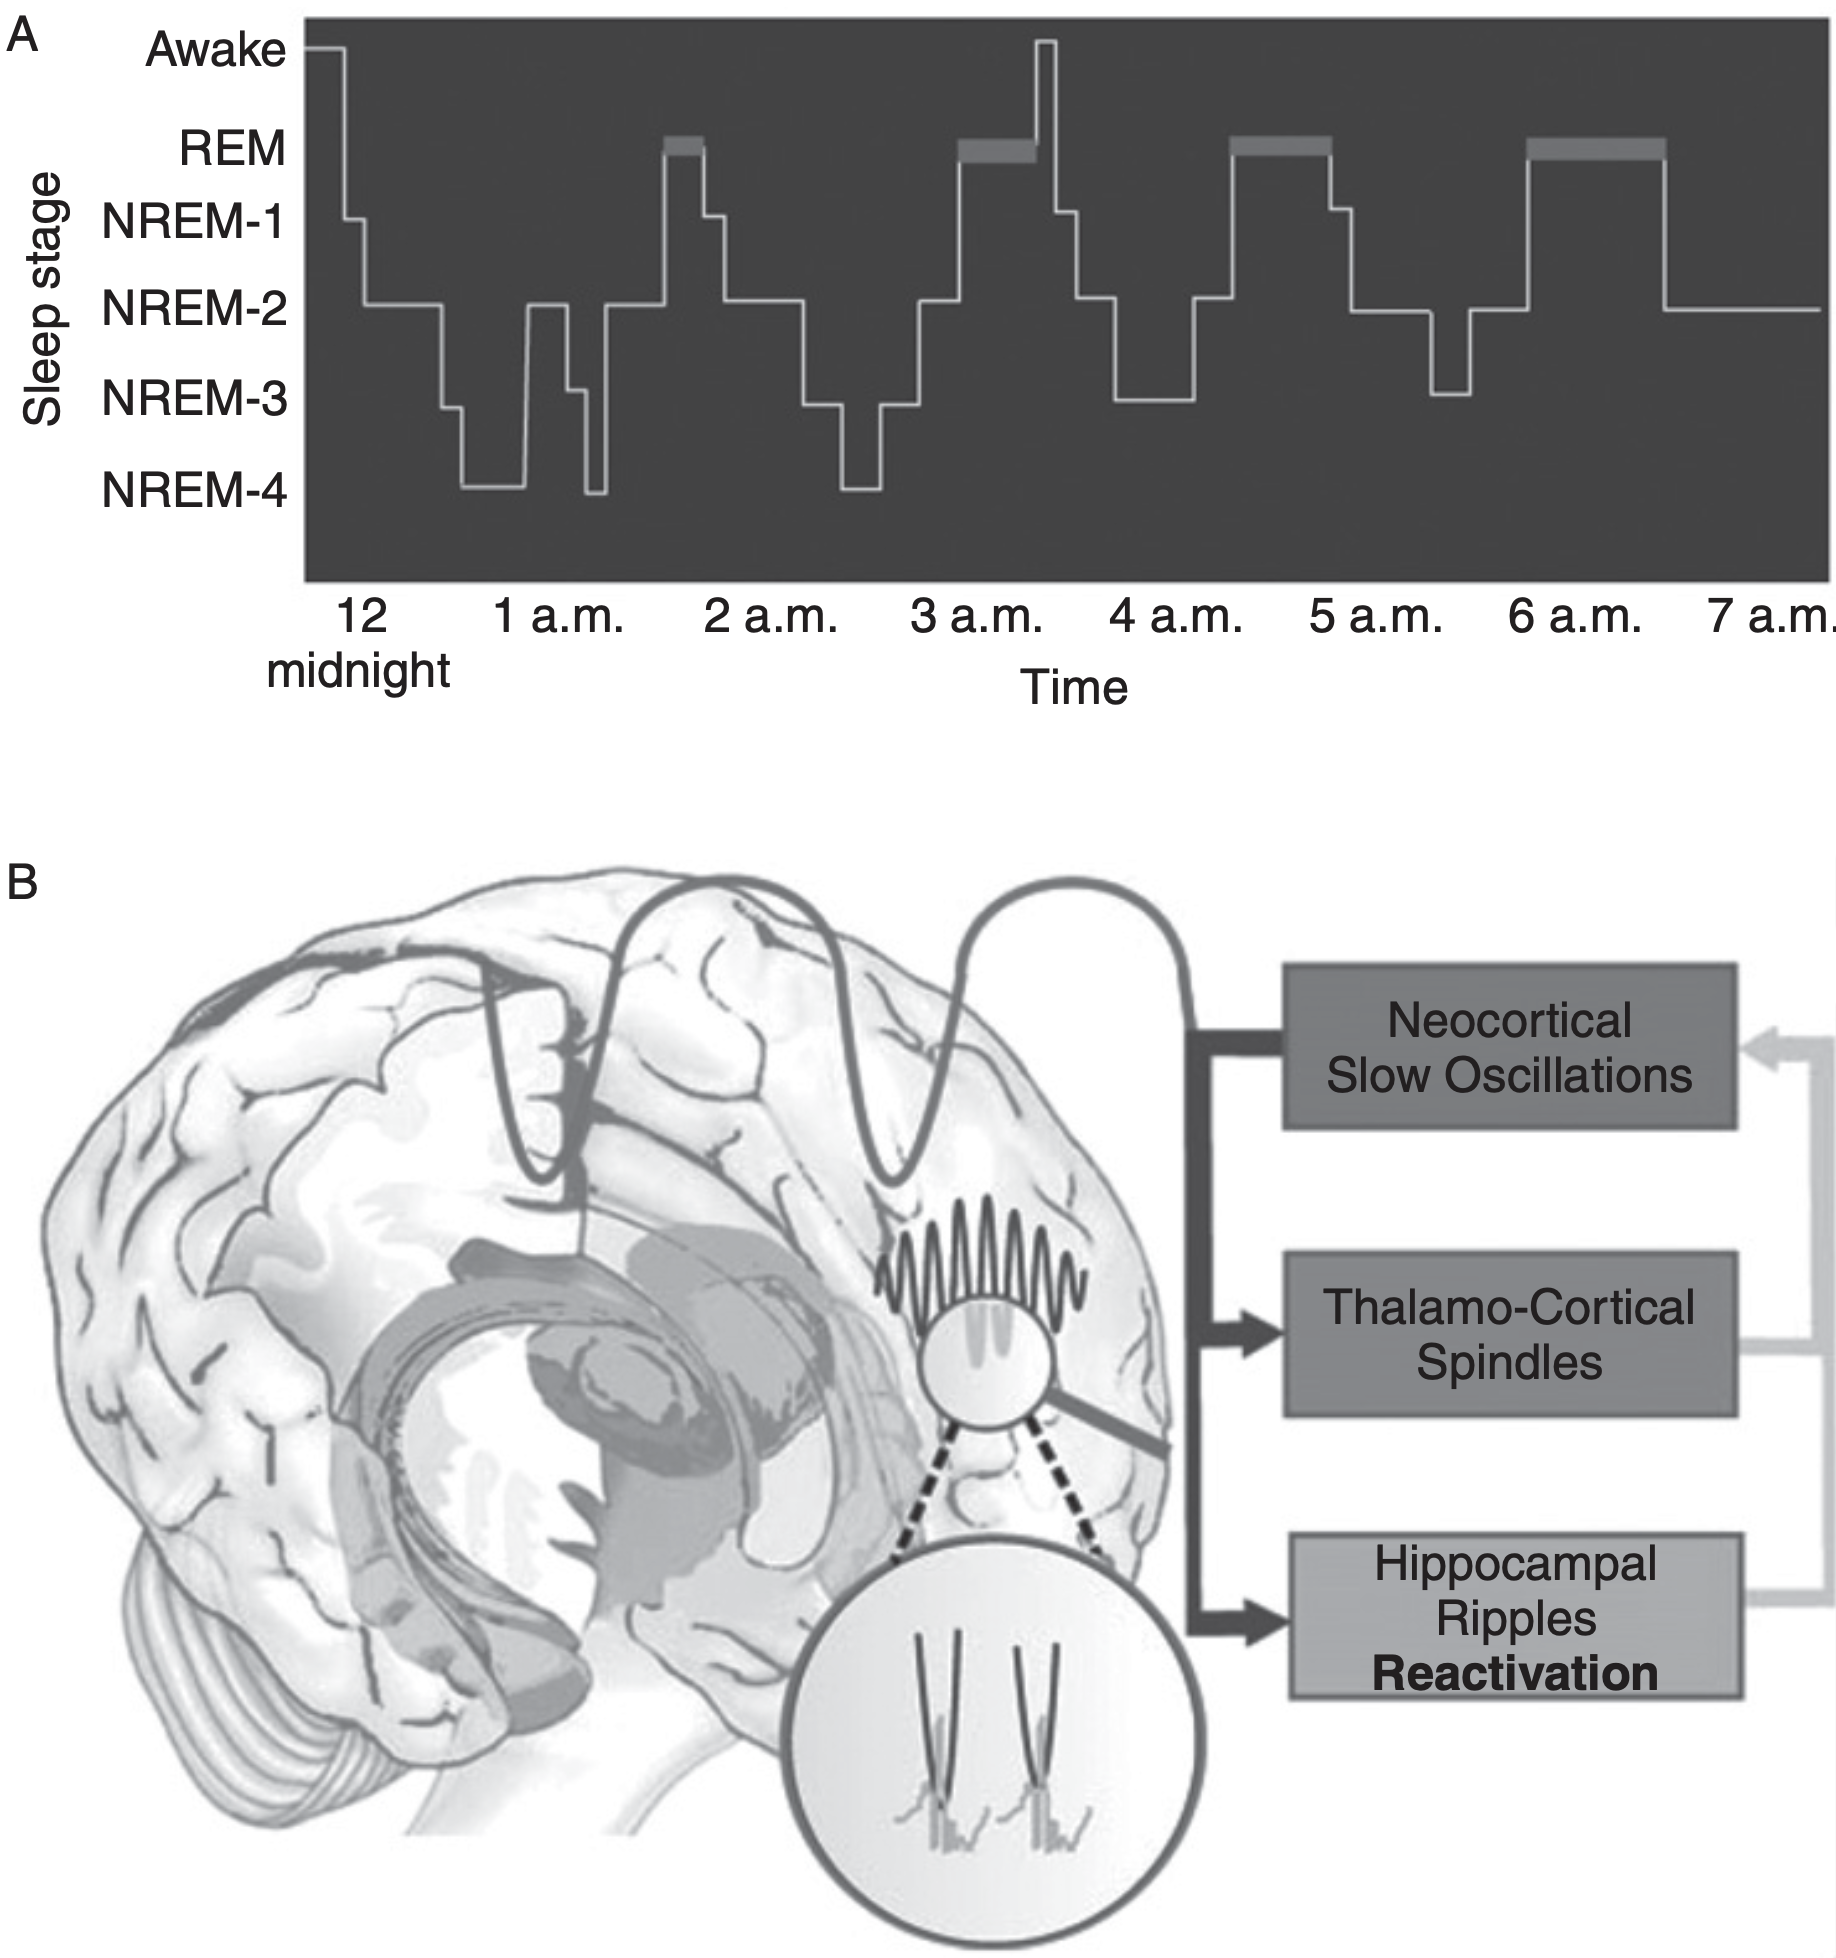 A
Awake
REM
NREM-1
NREM-2
NREM-3
NREM-4
Sleep stage
12
midnight
1 a.m.
2 a.m.
3 a.m.
4 a.m.
5 a.m.
6 a.m.
7 a.m.
Time
B
Neocortical
Slow Oscillations
Thalamo-Cortical
Spindles
Hippocampal
Ripples
Reactivation